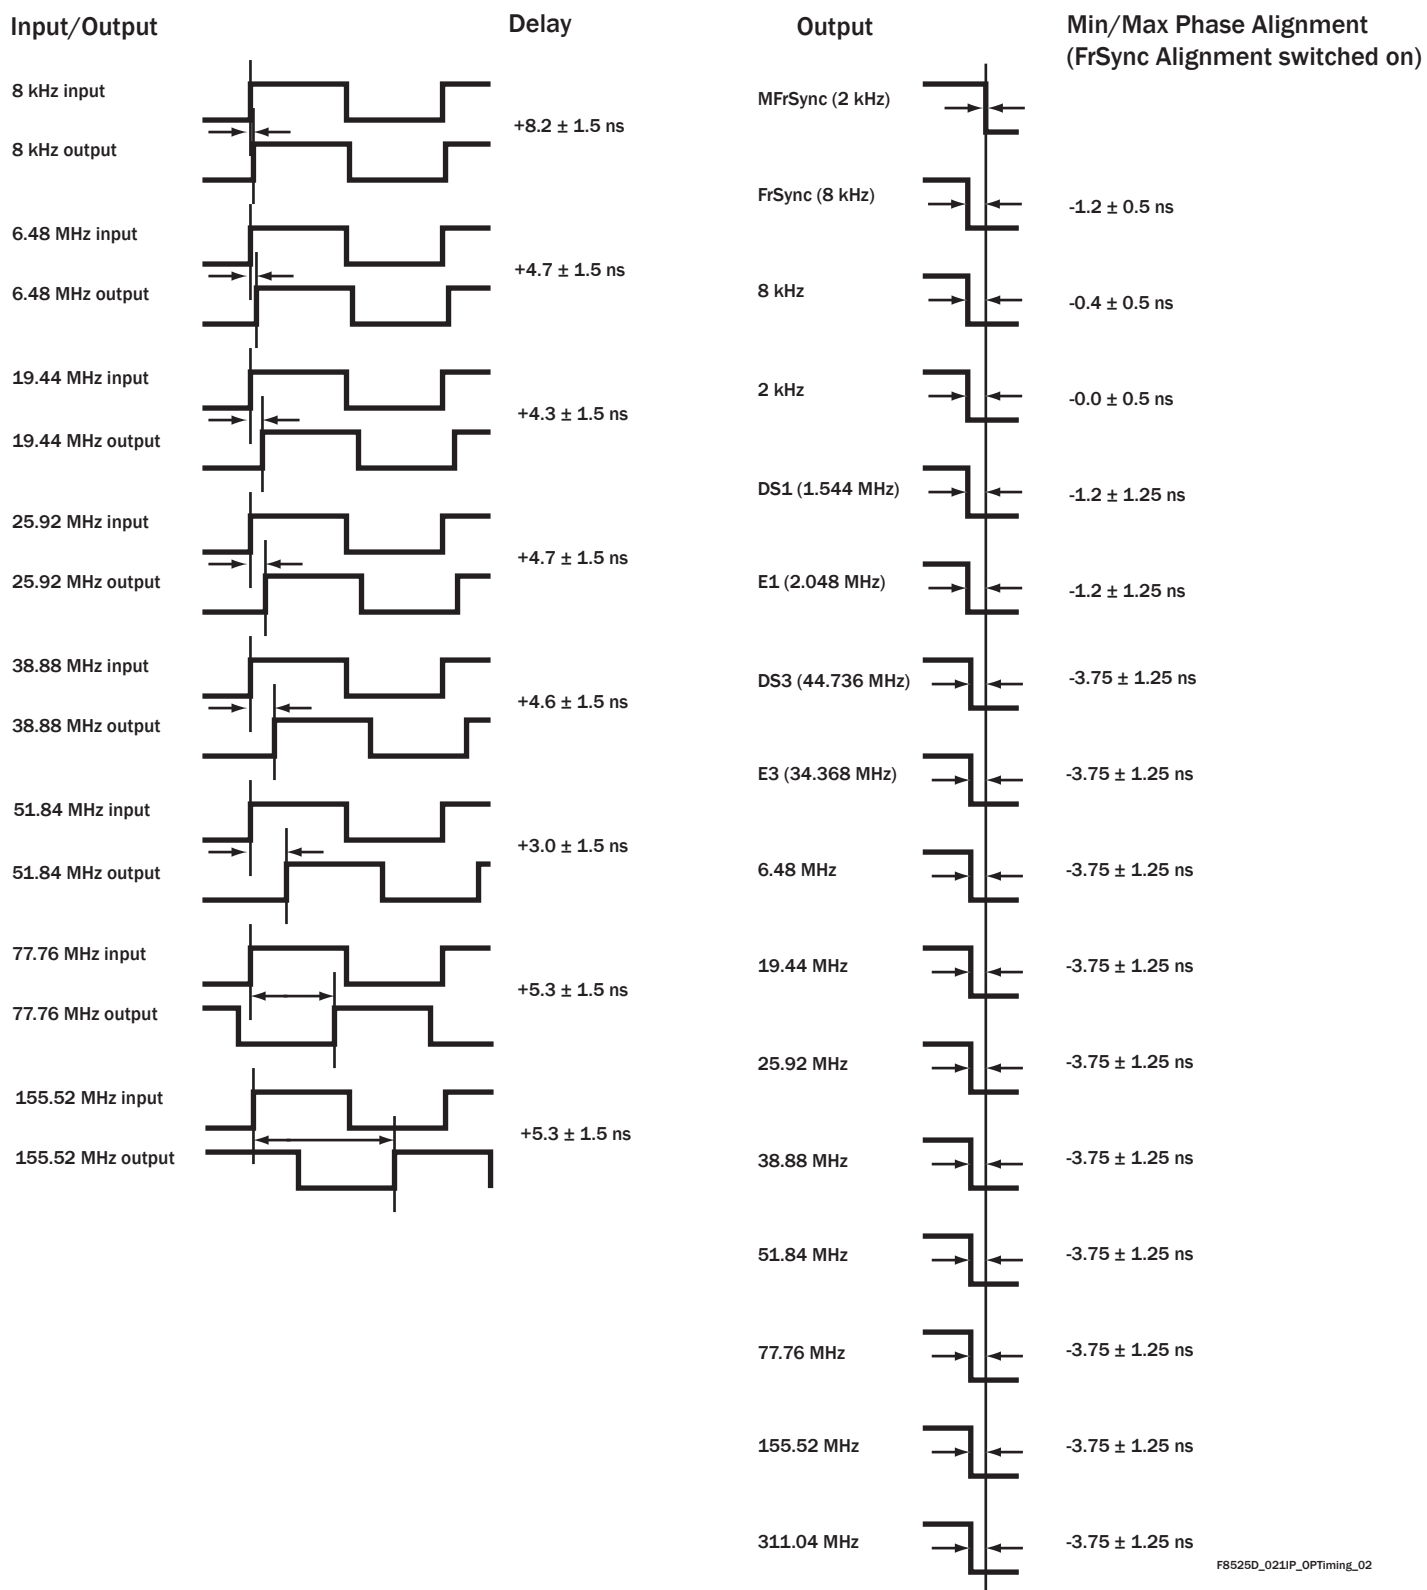 Input/Output
Delay
8 kHz input
8 kHz output
+8.2 ± 1.5 ns
6.48 MHz input
6.48 MHz output
+4.7 ± 1.5 ns
19.44 MHz input
19.44 MHz output
+4.3 ± 1.5 ns
25.92 MHz input
25.92 MHz output
+4.7 ± 1.5 ns
38.88 MHz input
38.88 MHz output
+4.6 ± 1.5 ns
51.84 MHz input
51.84 MHz output
+3.0 ± 1.5 ns
77.76 MHz input
77.76 MHz output
+5.3 ± 1.5 ns
155.52 MHz input
155.52 MHz output
+5.3 ± 1.5 ns
Output
Min/Max Phase Alignment
(FrSync Alignment switched on)
MFrSync (2 kHz)
FrSync (8 kHz)
-1.2 ± 0.5 ns
8 kHz
-0.4 ± 0.5 ns
2 kHz
-0.0 ± 0.5 ns
DS1 (1.544 MHz)
-1.2 ± 1.25 ns
E1 (2.048 MHz)
-1.2 ± 1.25 ns
DS3 (44.736 MHz)
-3.75 ± 1.25 ns
E3 (34.368 MHz)
-3.75 ± 1.25 ns
6.48 MHz
-3.75 ± 1.25 ns
19.44 MHz
-3.75 ± 1.25 ns
25.92 MHz
-3.75 ± 1.25 ns
38.88 MHz
-3.75 ± 1.25 ns
51.84 MHz
-3.75 ± 1.25 ns
77.76 MHz
-3.75 ± 1.25 ns
155.52 MHz
-3.75 ± 1.25 ns
311.04 MHz
-3.75 ± 1.25 ns
F8525D_021IP_OPTiming_02